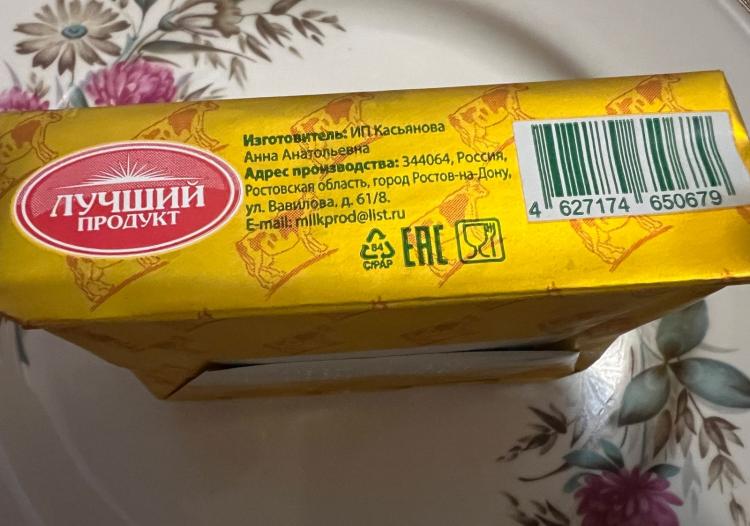 ЛУЧШИЙ
ПРОДУКТ
Изготовитель: ИП Касьянова
Анна Анатольевна
Адрес производства: 344064, Россия,
Ростовская область, город Ростов-на-Дону,
ул. Вавилова, д. 61/8.
E-mail: milkprod@list.ru
84
C/PAP
EAC
4 627174 650679